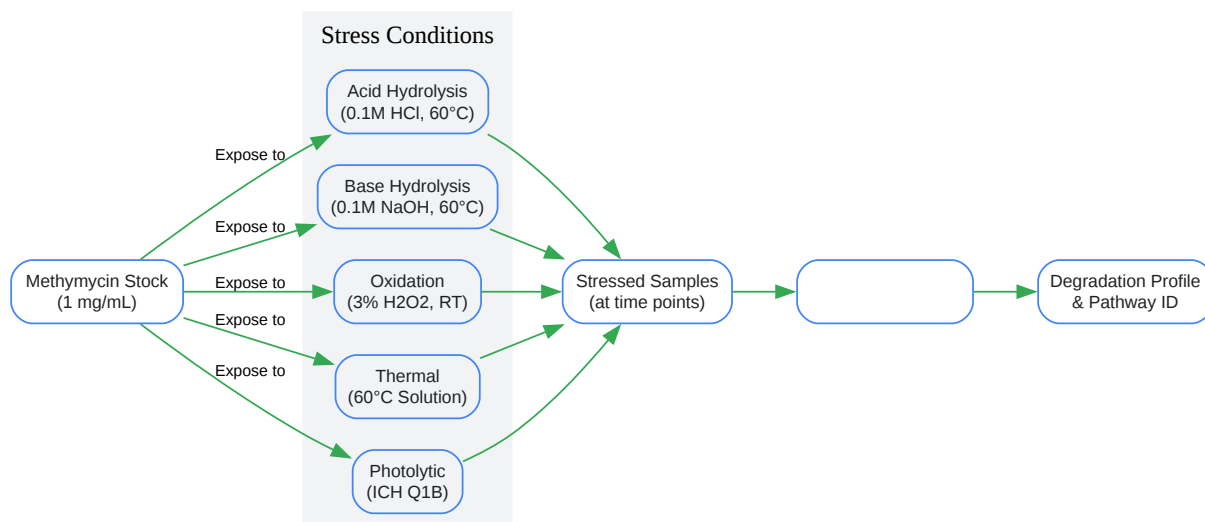 Stress Conditions
Acid Hydrolysis
(0.1M HCl, 60°C)
Expose to
Base Hydrolysis
(0.1M NaOH, 60°C)
Expose to
Methymycin Stock
(1 mg/mL)
Expose to
Oxidation
(3% H2O2, RT)
Stressed Samples
(at time points)
Degradation Profile
& Pathway ID
Expose to
Thermal
(60°C Solution)
Expose to
Photolytic
(ICH Q1B)